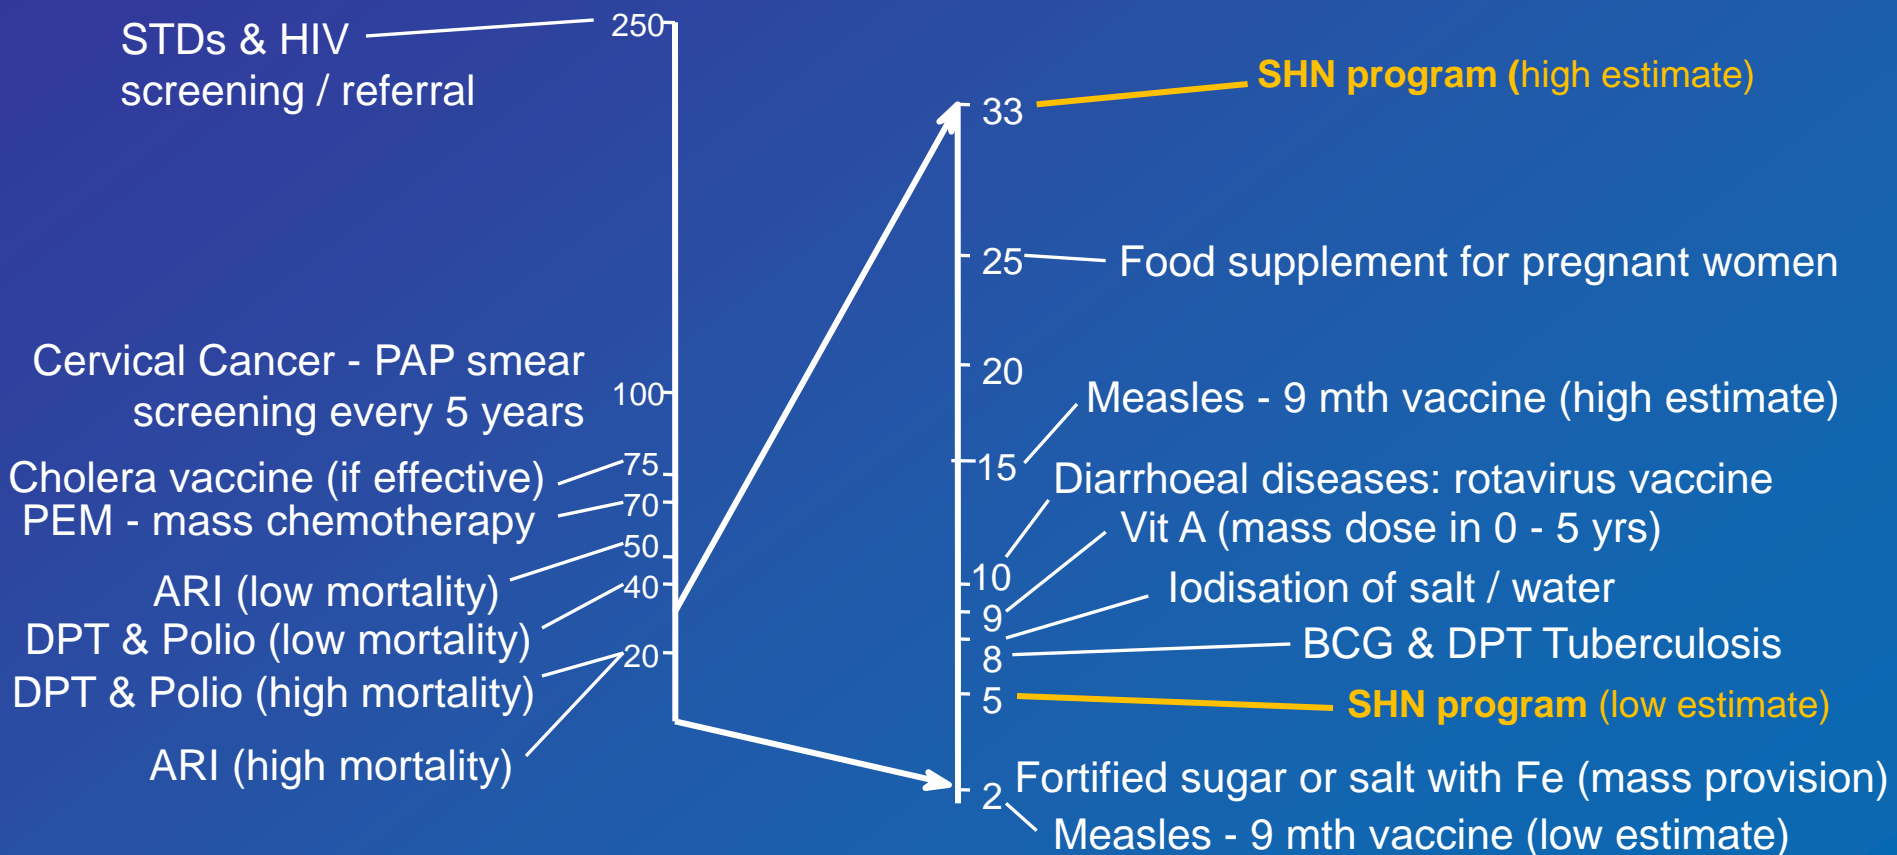 STDs & HIV
screening / referral
250
Cervical Cancer - PAP smear
screening every 5 years
100
Cholera vaccine (if effective)
75
PEM - mass chemotherapy
70
50
ARI (low mortality)
40
DPT & Polio (low mortality)
20
DPT & Polio (high mortality)
ARI (high mortality)
SHN program (high estimate)
33
25
Food supplement for pregnant women
20
Measles - 9 mth vaccine (high estimate)
15
Diarrhoeal diseases: rotavirus vaccine
Vit A (mass dose in 0 - 5 yrs)
10
Iodisation of salt / water
9
BCG & DPT Tuberculosis
8
5
SHN program (low estimate)
Fortified sugar or salt with Fe (mass provision)
2
Measles - 9 mth vaccine (low estimate)